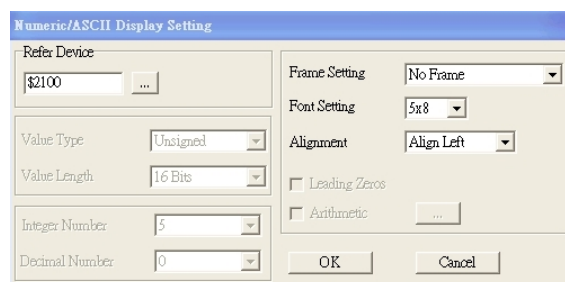 Numeric/ASCII Display Setting
Refer Device
$2100
...
Value Type
Unsigned
Value Length
16 Bits
Integer Number
5
Decimal Number
0
Frame Setting
No Frame
Font Setting
5x8
Alignment
Align Left
Leading Zeros
Arithmetic
...
OK
Cancel